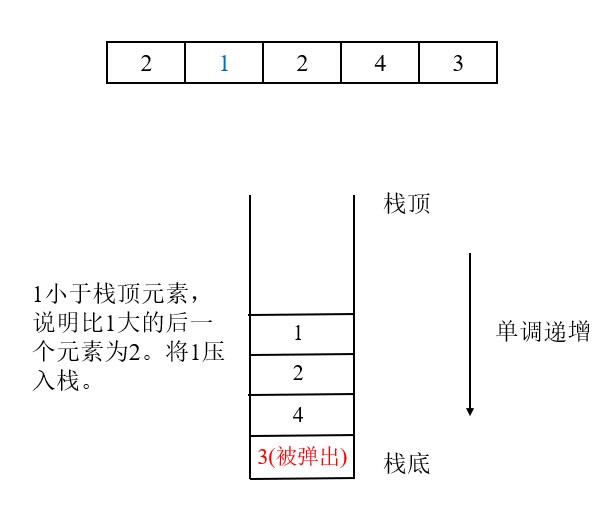 2 1 2 4 3
栈顶
1小于栈顶元素，
说明比1大的后一
个元素为2。将1压
入栈。
1
2
4
3(被弹出)
单调递增
栈底